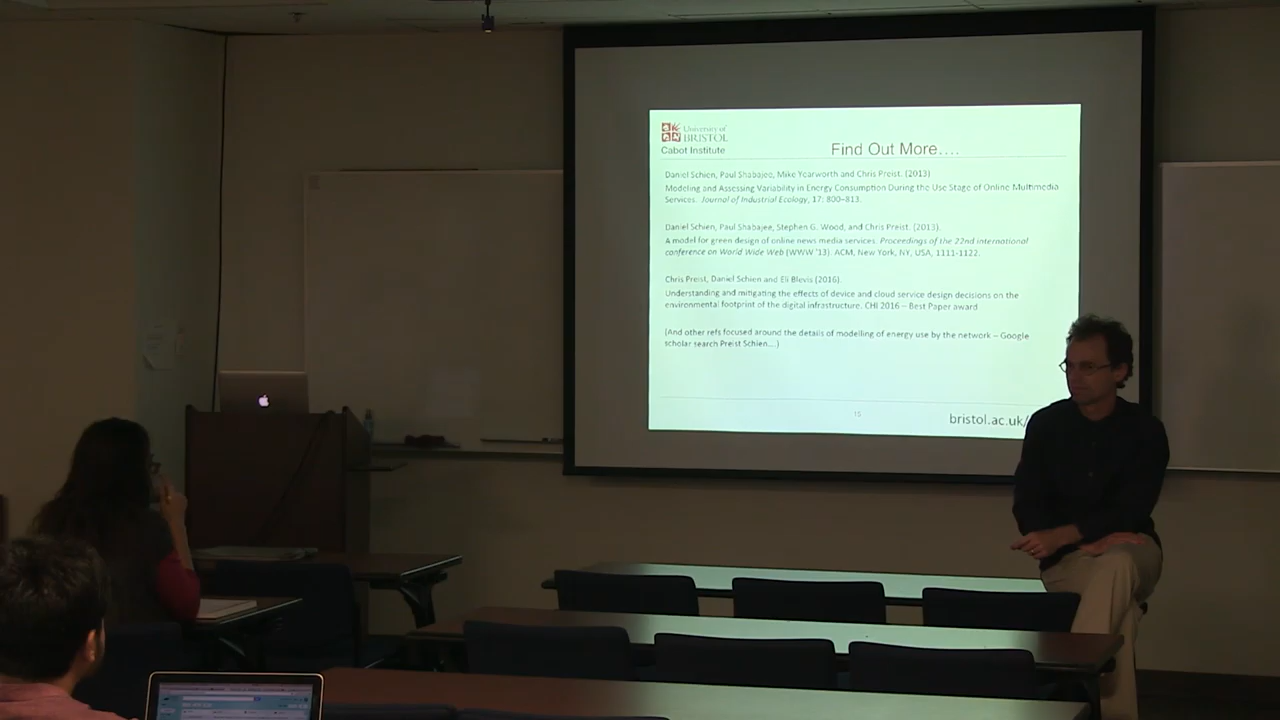 University of
BRISTOL
Cabot Institute
Find Out More....
Daniel Schien, Paul Shabajee, Mike Yearworth and Chris Preist. (2013)
Modeling and Assessing Variability in Energy Consumption During the Use Stage of Online Multimedia
Services. Journal of Industrial Ecology, 17: 800–813.
Daniel Schien, Paul Shabajee, Stephen G. Wood, and Chris Preist. (2013).
A model for green design of online news media services. Proceedings of the 22nd international
conference on World Wide Web (WWW '13). ACM, New York, NY, USA, 1111-1122.
Chris Preist, Daniel Schien and Eli Blevis (2016).
Understanding and mitigating the effects of device and cloud service design decisions on the
environmental footprint of the digital infrastructure. CHI 2016 – Best Paper award
(And other refs focused around the details of modelling of energy use by the network – Google
scholar search Preist Schien....)
15
bristol.ac.uk/